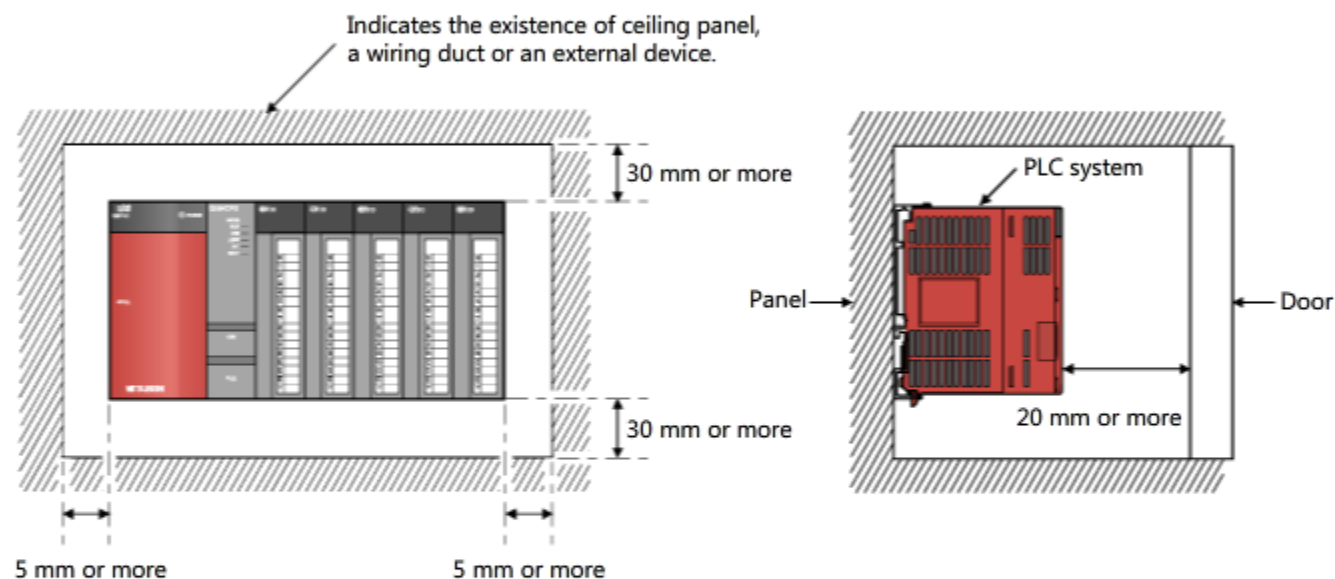 Indicates the existence of ceiling panel,
a wiring duct or an external device.
30 mm or more
30 mm or more
5 mm or more
5 mm or more
PLC system
Panel
Door
20 mm or more